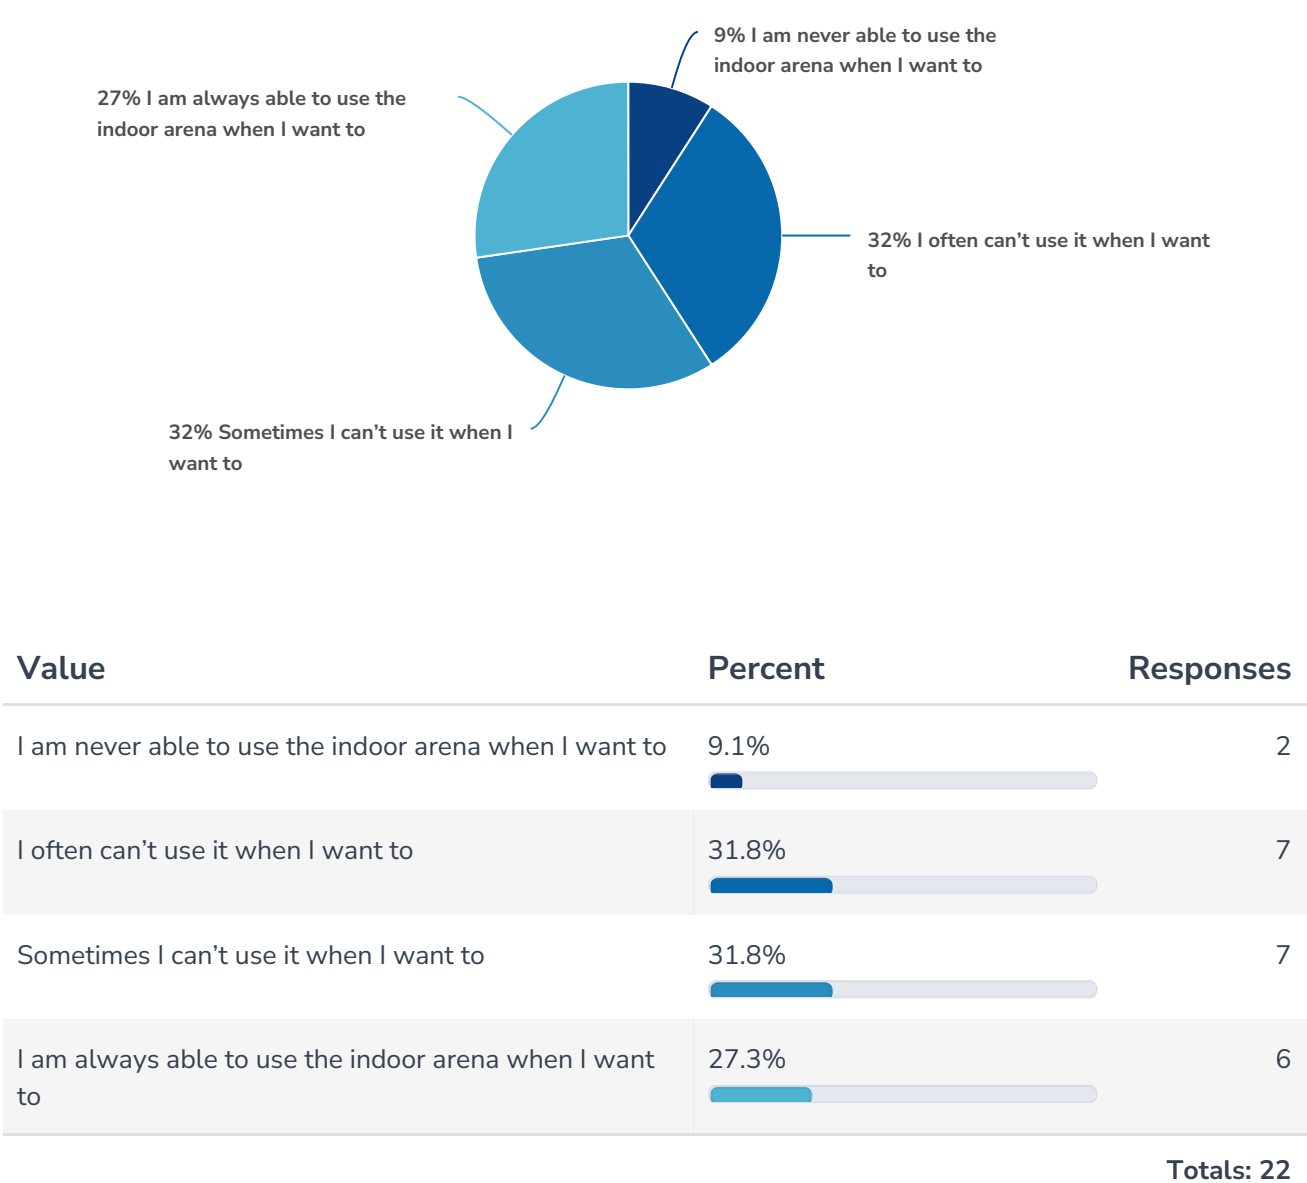 9% I am never able to use the
indoor arena when I want to
27% I am always able to use the
indoor arena when I want to
32% I often can’t use it when I want
to
32% Sometimes I can’t use it when I
want to
Value Percent Responses
I am never able to use the indoor arena when I want to 9.1% 2
I often can’t use it when I want to 31.8% 7
Sometimes I can’t use it when I want to 31.8% 7
I am always able to use the indoor arena when I want 27.3% 6
to
Totals: 22